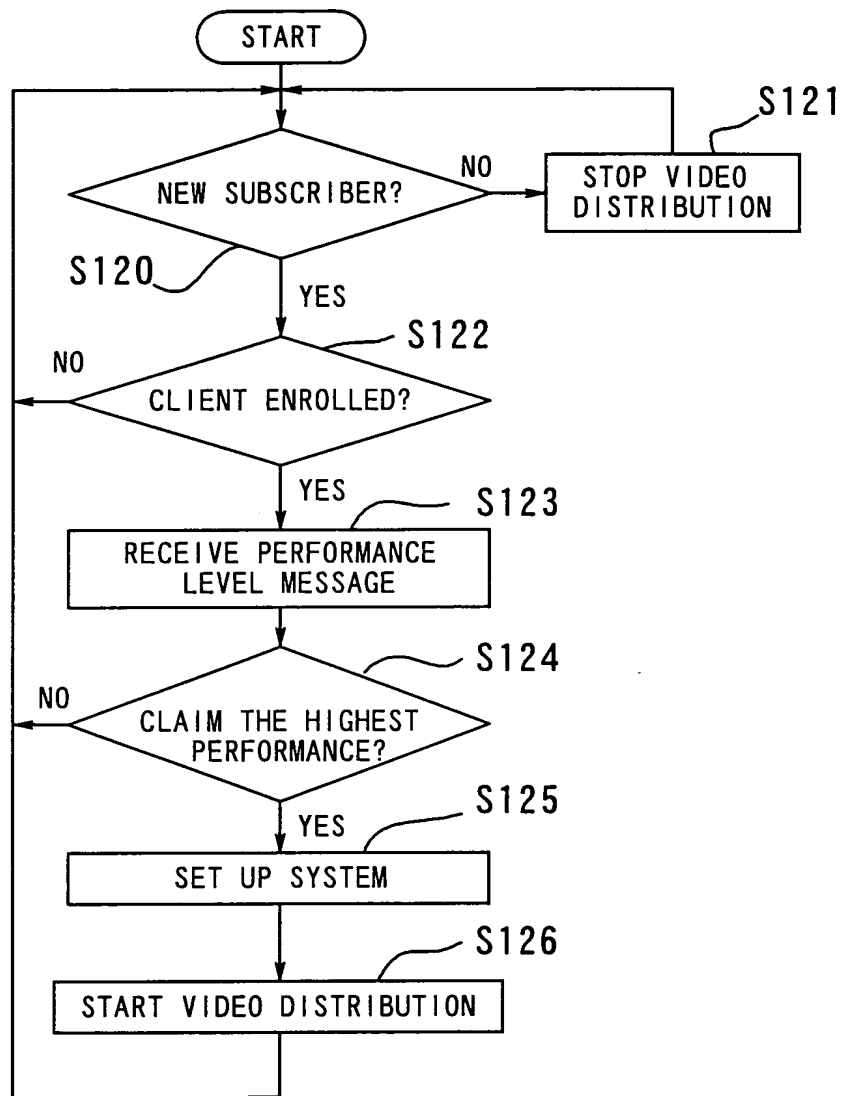 START
S121
NEW SUBSCRIBER?
NO
STOP VIDEO
DISTRIBUTION
S120
YES
S122
NO
CLIENT ENROLLED?
YES
S123
RECEIVE PERFORMANCE
LEVEL MESSAGE
S124
NO
CLAIM THE HIGHEST
PERFORMANCE?
YES
S125
SET UP SYSTEM
S126
START VIDEO DISTRIBUTION